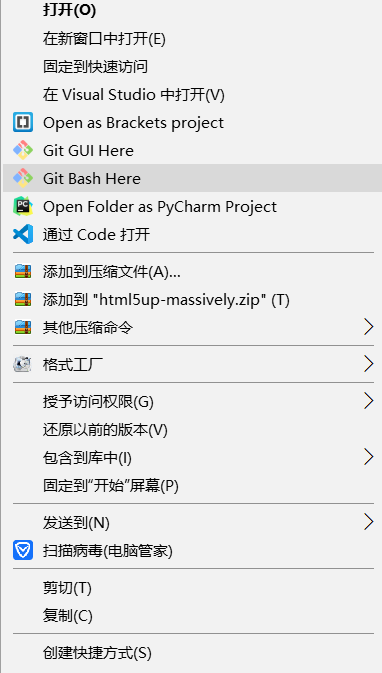 打开(O)
在新窗口中打开(E)
固定到快速访问
在 Visual Studio 中打开(V)
Open as Brackets project
Git GUI Here
Git Bash Here
PC
Open Folder as PyCharm Project
通过 Code 打开
添加到压缩文件(A)...
添加到 "html5up-massively.zip" (T)
其他压缩命令
格式工厂
授予访问权限(G)
还原以前的版本(V)
包含到库中(I)
固定到“开始”屏幕(P)
发送到(N)
扫描病毒(电脑管家)
剪切(T)
复制(C)
创建快捷方式(S)